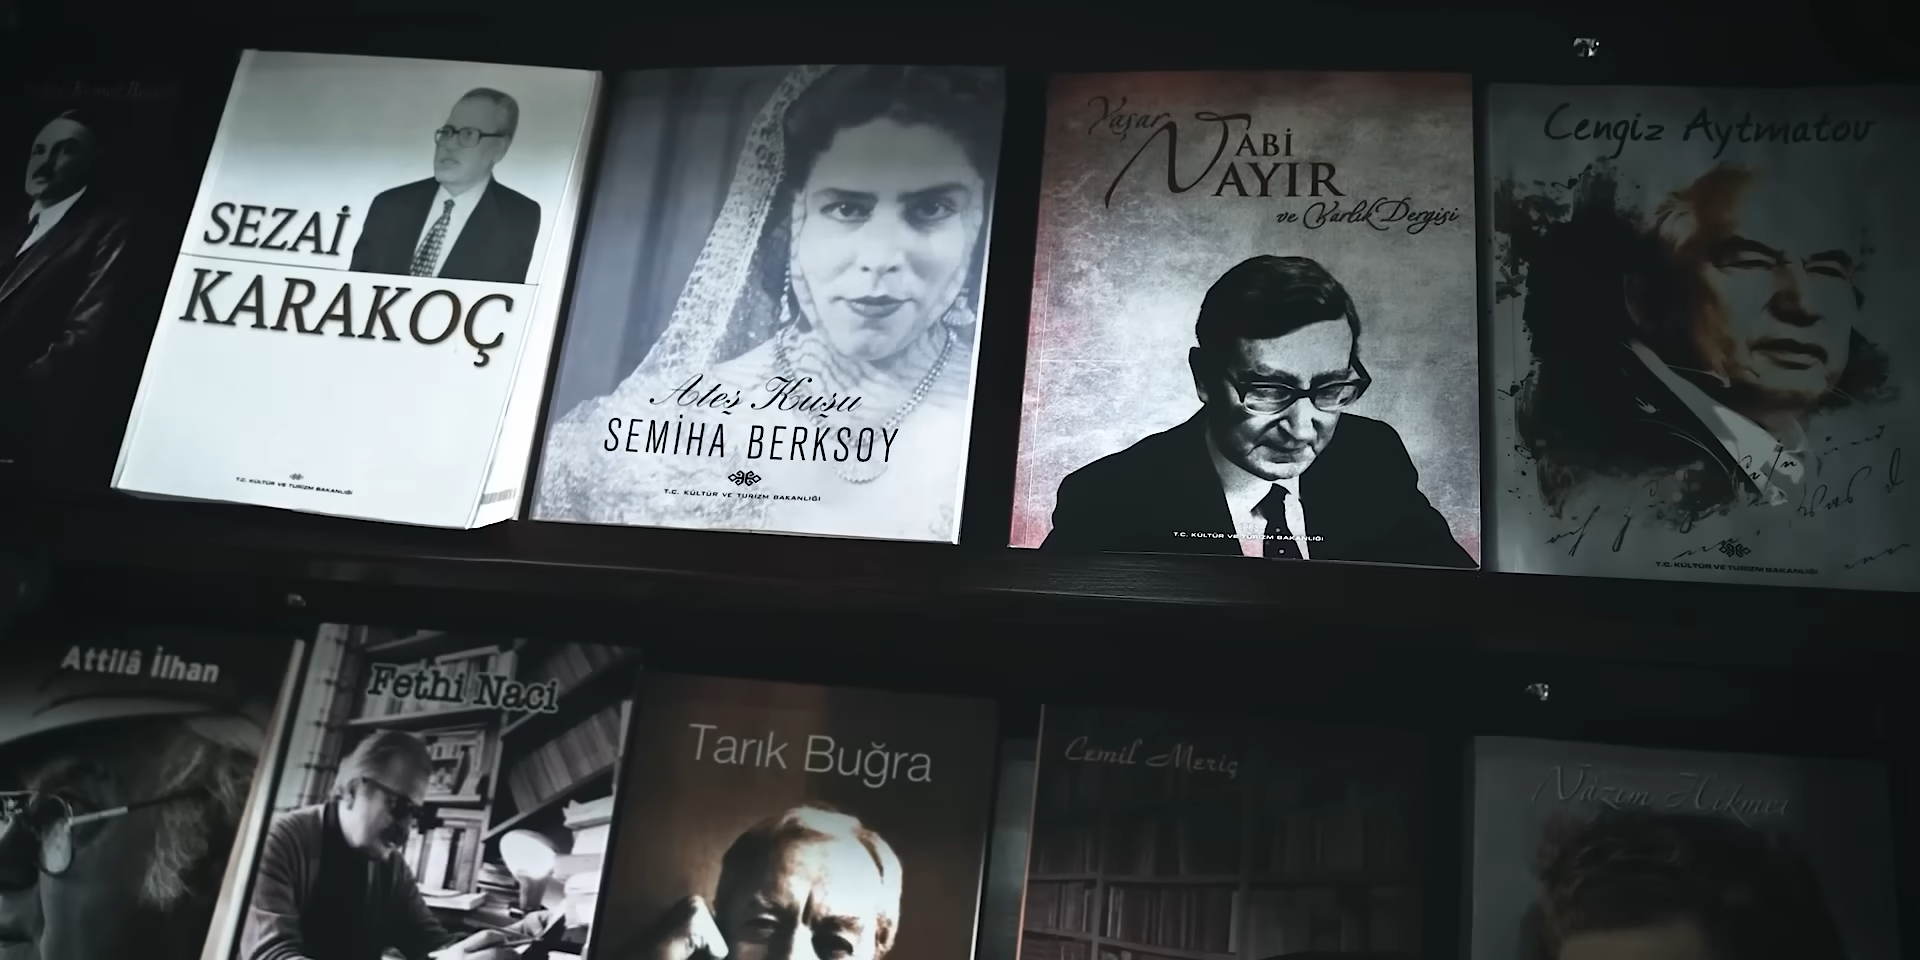 SEZAİ
KARAKOÇ
T.C. KÜLTÜR VE TURİZM BAKANLIĞI
Ateş Kuşu
SEMİHA BERKSOY
T.C. KÜLTÜR VE TURİZM BAKANLIĞI
Yaşar
NABİ
NAYIR
ve Varlık Dergisi
T.C. KÜLTÜR VE TURİZM BAKANLIĞI
Cengiz Aytmatov
T.C. KÜLTÜR VE TURİZM BAKANLIĞI
Attilâ İlhan
Fethi Naci
Tarık Buğra
Cemil Meriç
Nâzım Hikmet